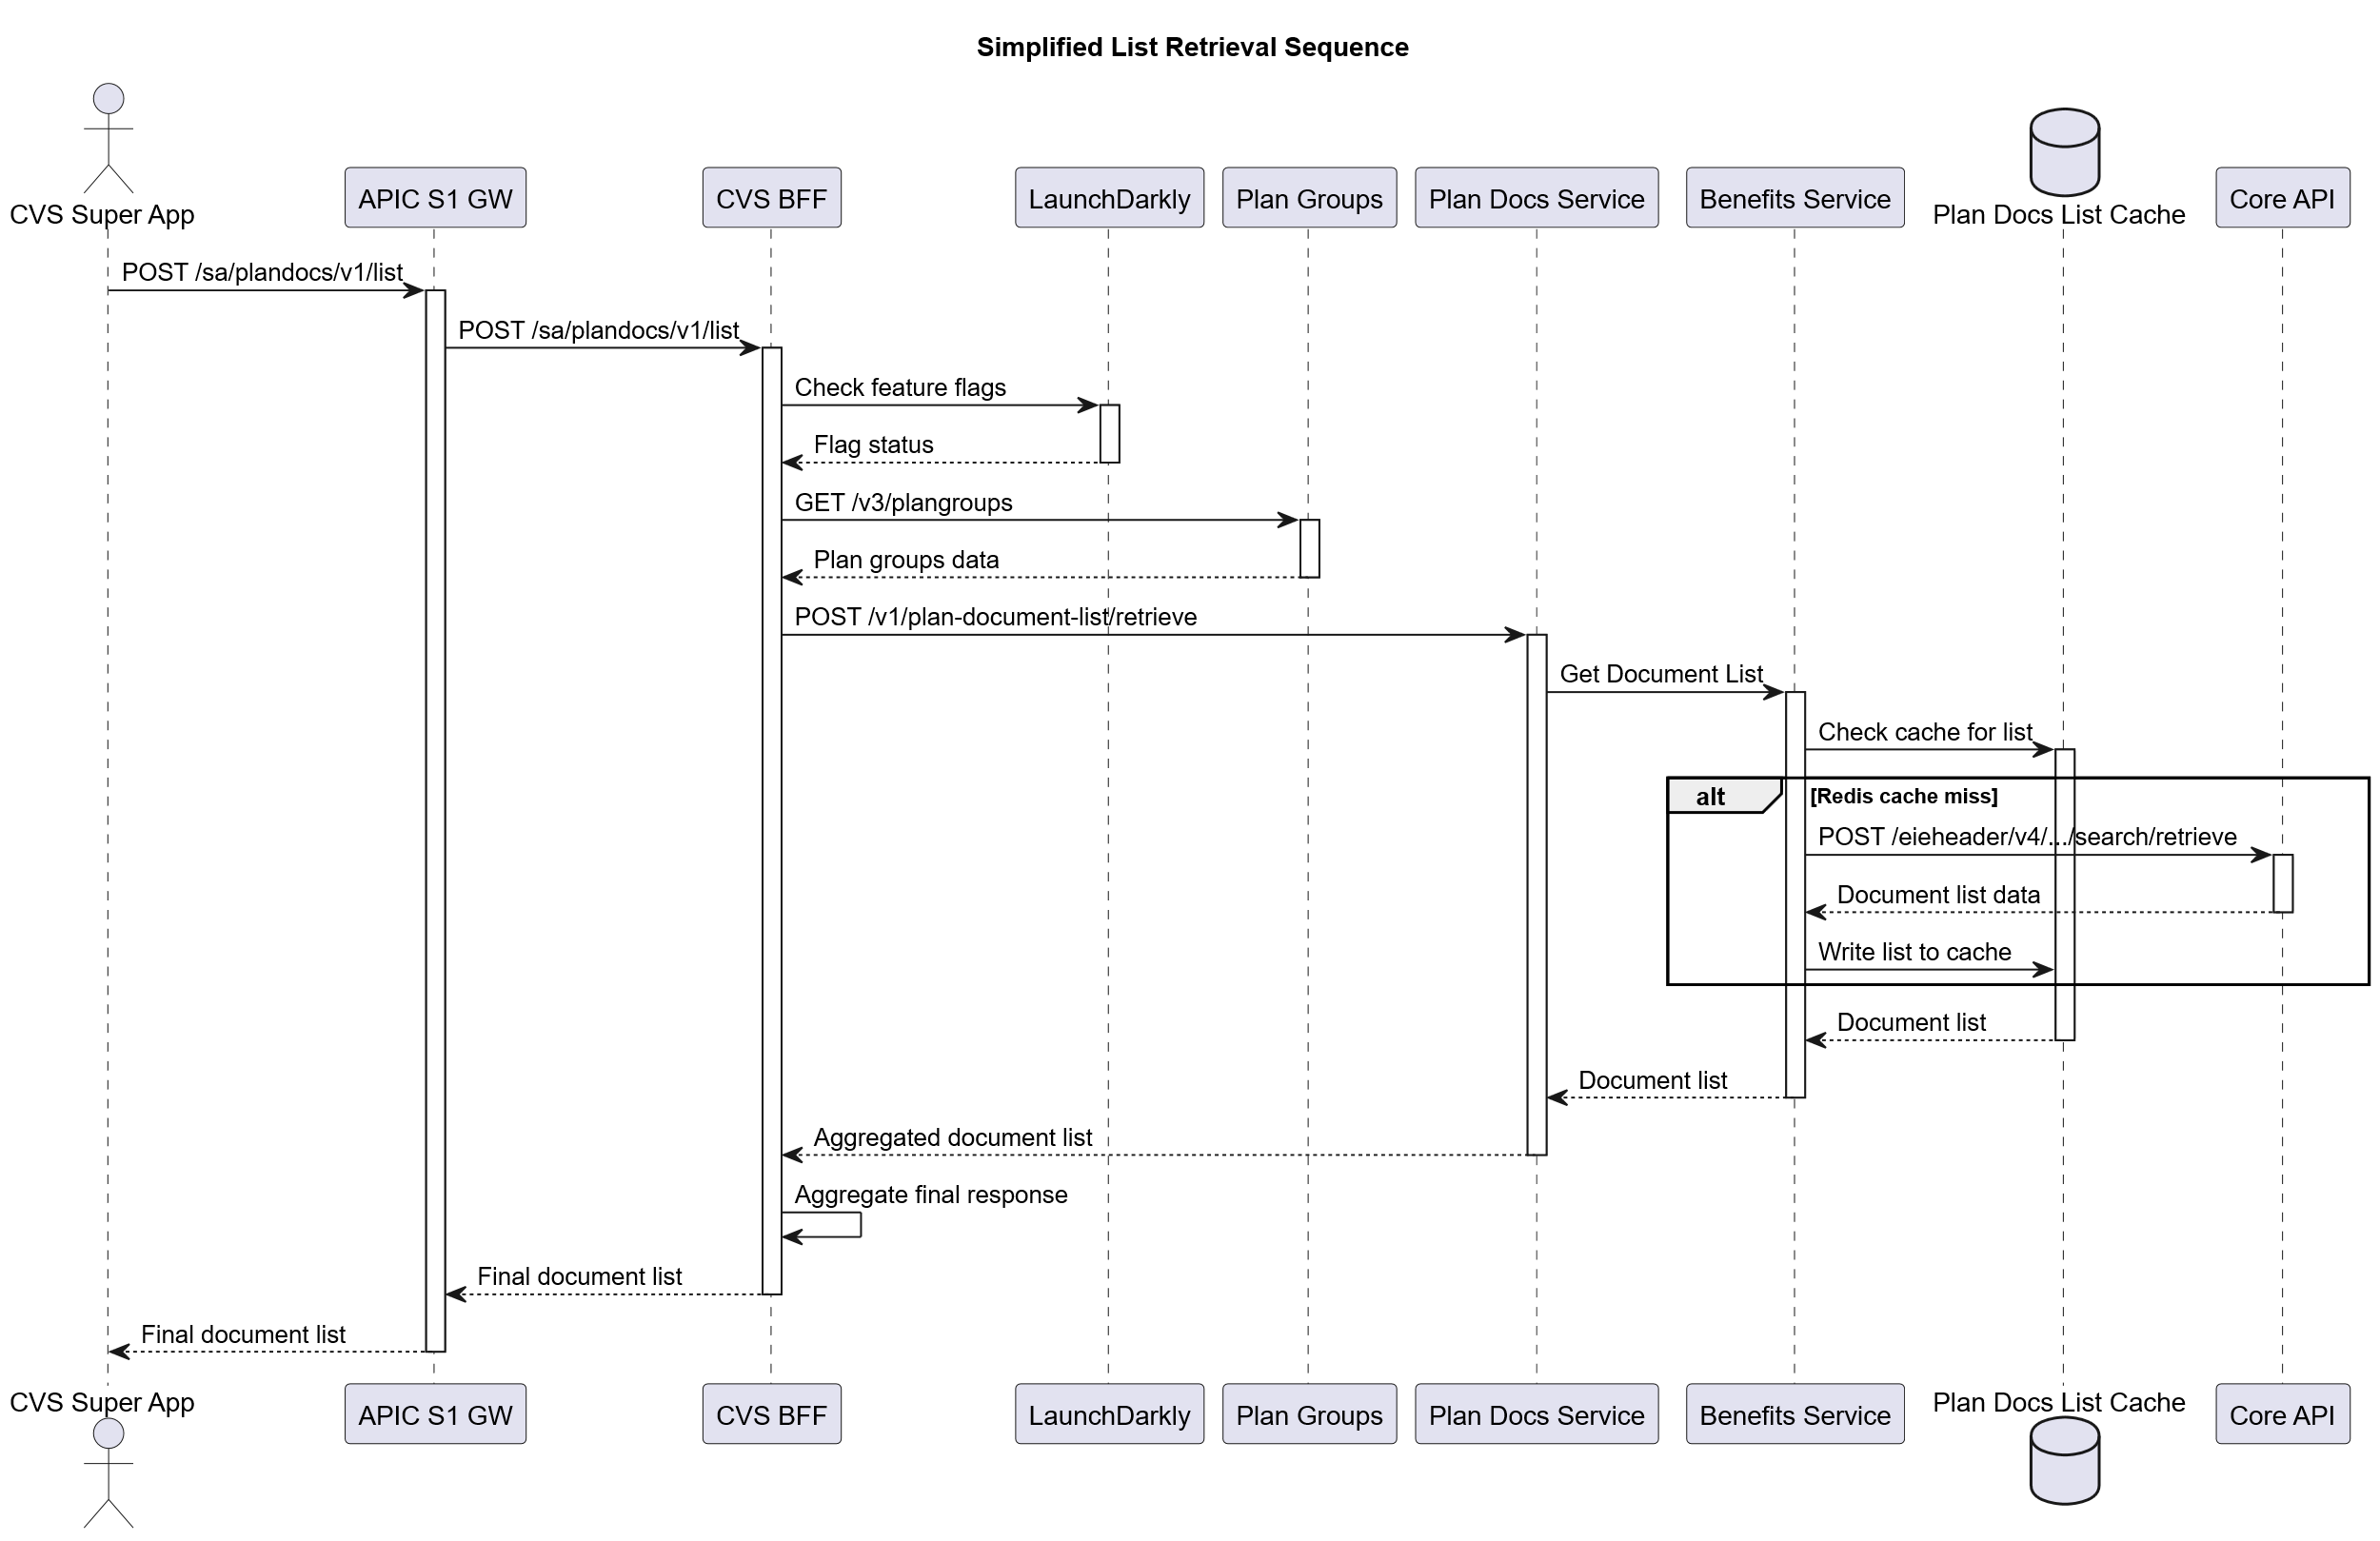 Simplified List Retrieval Sequence
CVS Super App
APIC S1 GW
CVS BFF
LaunchDarkly
Plan Groups
Plan Docs Service
Benefits Service
Plan Docs List Cache
Core API
POST /sa/plandocs/v1/list
POST /sa/plandocs/v1/list
Check feature flags
Flag status
GET /v3/plangroups
Plan groups data
POST /v1/plan-document-list/retrieve
Get Document List
Check cache for list
alt
[Redis cache miss]
POST /eieheader/v4/.../search/retrieve
Document list data
Write list to cache
Document list
Document list
Aggregated document list
Aggregate final response
Final document list
Final document list
CVS Super App
APIC S1 GW
CVS BFF
LaunchDarkly
Plan Groups
Plan Docs Service
Benefits Service
Plan Docs List Cache
Core API